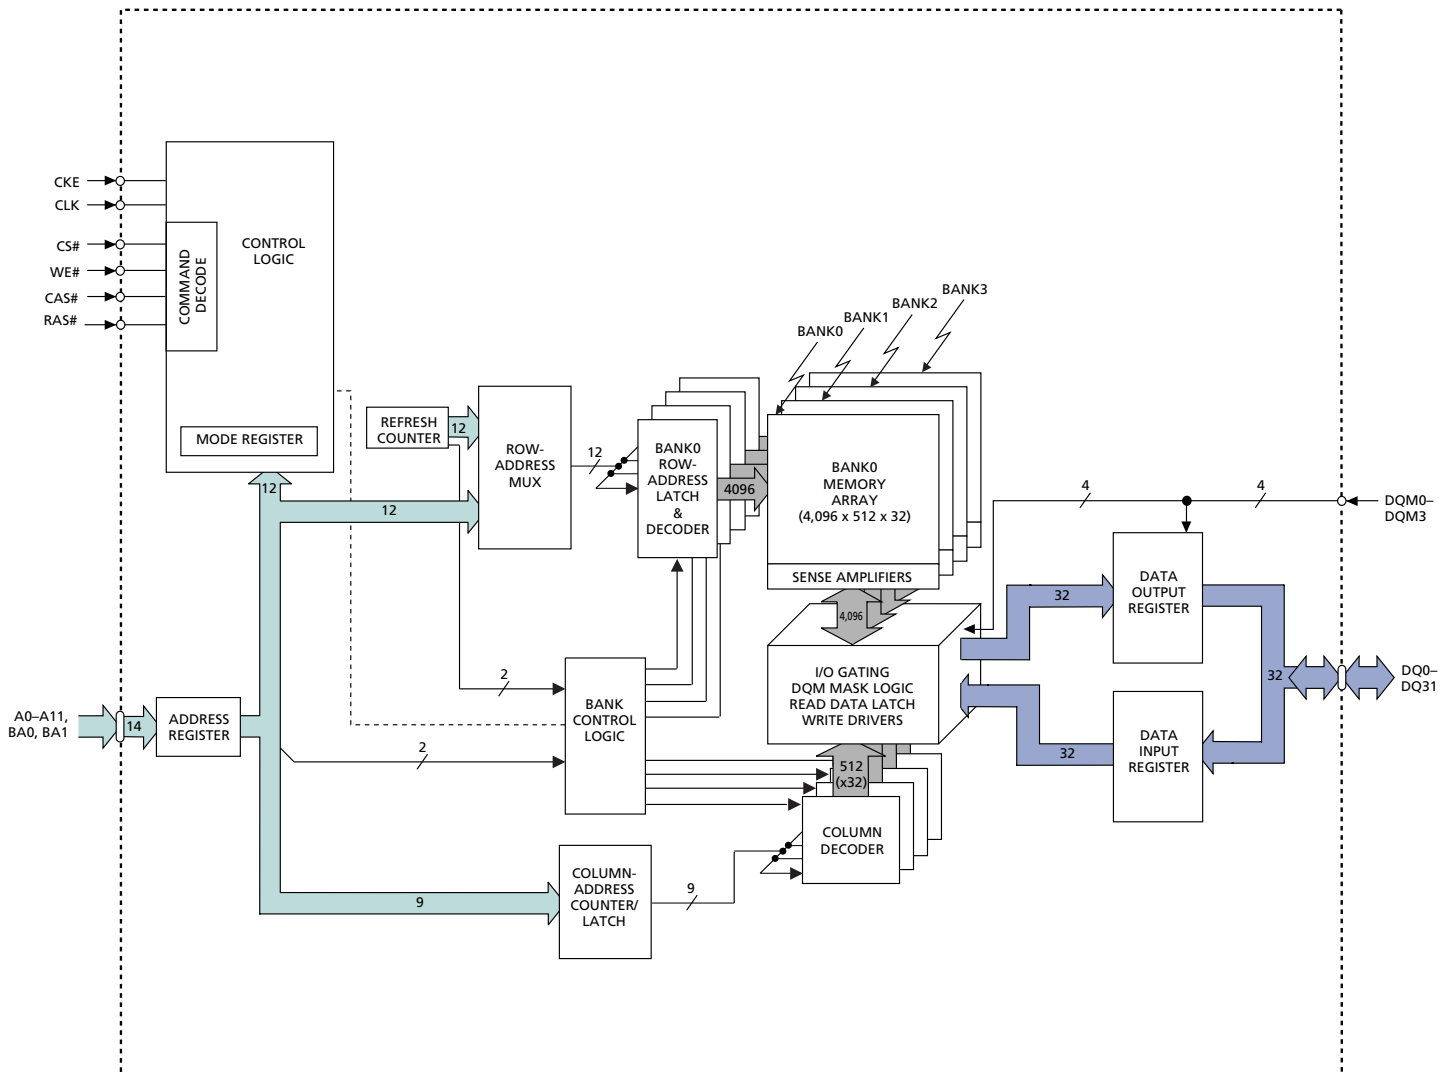 CKE
CLK
CS#
WE#
CAS#
RAS#
COMMAND
DECODE
CONTROL
LOGIC
MODE REGISTER
12
12
REFRESH
COUNTER
12
ROW-
ADDRESS
MUX
12
BANK0
ROW-
ADDRESS
LATCH
&
DECODER
4096
BANK0
BANK1
BANK2
BANK3
BANK0
MEMORY
ARRAY
(4,096 x 512 x 32)
SENSE AMPLIFIERS
4,096
I/O GATING
DQM MASK LOGIC
READ DATA LATCH
WRITE DRIVERS
512
(x32)
COLUMN
DECODER
4
4
DQM0–
DQM3
32
DATA
OUTPUT
REGISTER
32
DQ0–
DQ31
32
DATA
INPUT
REGISTER
2
BANK
CONTROL
LOGIC
2
A0–A11,
BA0, BA1
14
ADDRESS
REGISTER
9
COLUMN-
ADDRESS
COUNTER/
LATCH
9